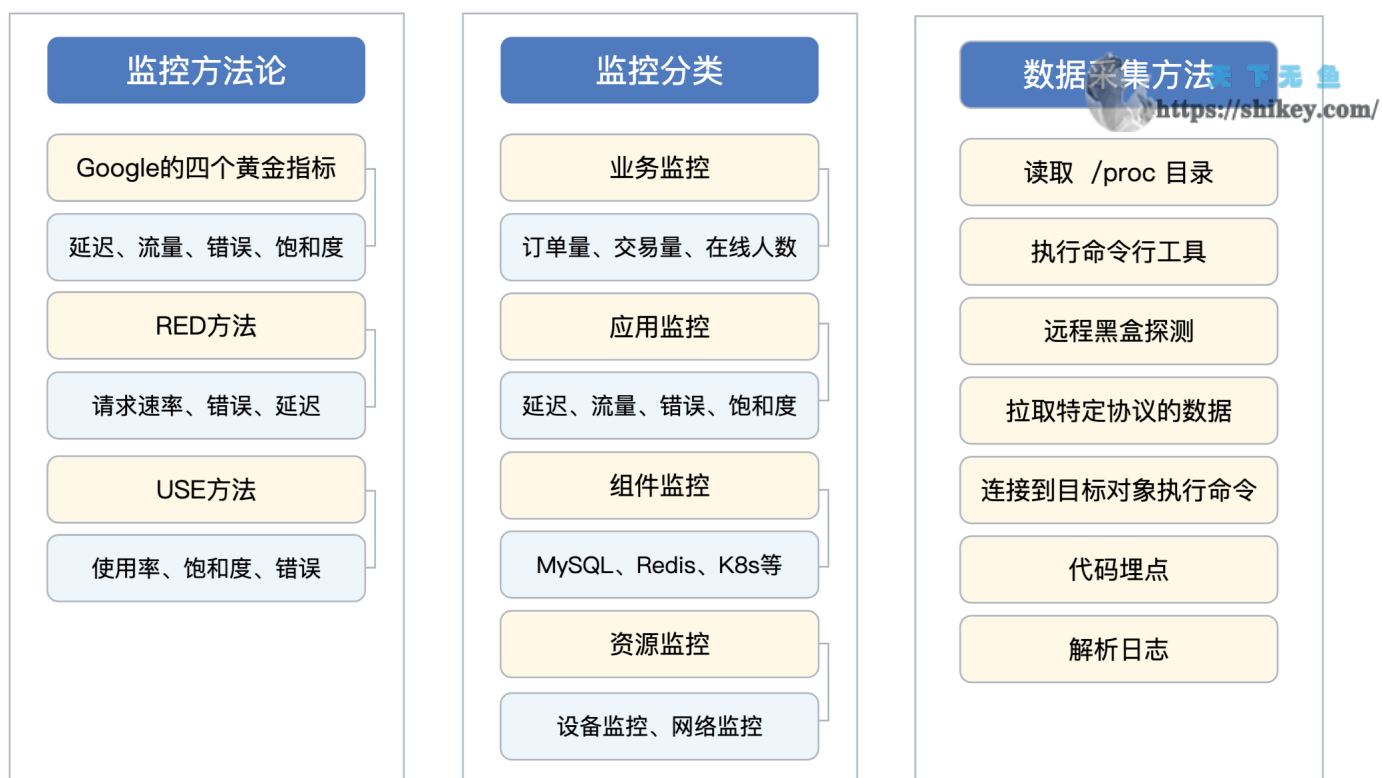 监控方法论
Google的四个黄金指标
延迟、流量、错误、饱和度
RED方法
请求速率、错误、延迟
USE方法
使用率、饱和度、错误
监控分类
业务监控
订单量、交易量、在线人数
应用监控
延迟、流量、错误、饱和度
组件监控
MySQL、Redis、K8s等
资源监控
设备监控、网络监控
数据采集方法
天下无鱼
https://shikey.com/
读取 /proc 目录
执行命令行工具
远程黑盒探测
拉取特定协议的数据
连接到目标对象执行命令
代码埋点
解析日志